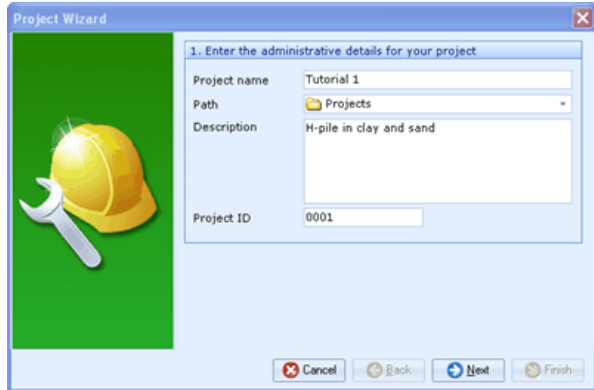 Project Wizard
1. Enter the administrative details for your project
Project name Tutorial 1
Path Projects
Description H-pile in clay and sand
Project ID 0001
Cancel Back Next Finish